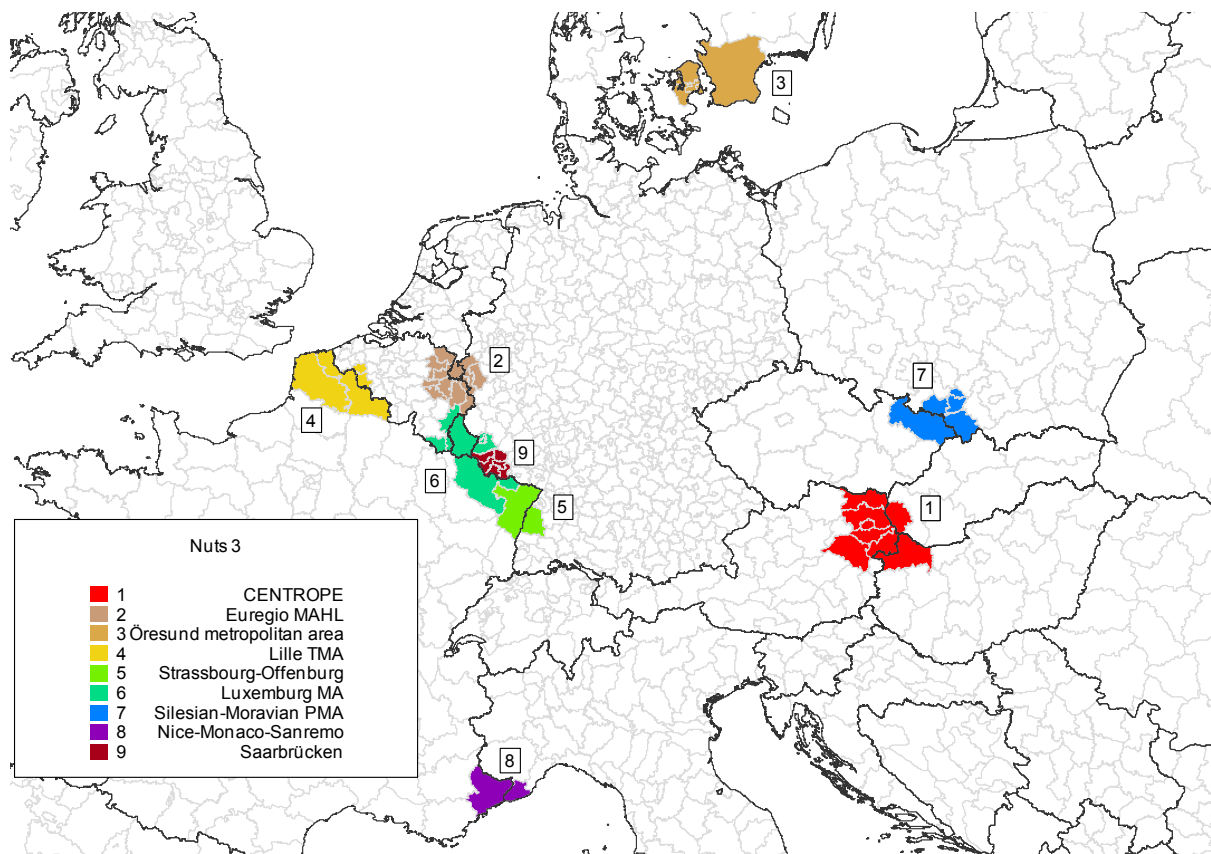 3
2
7
4
9
6
5
1
Nuts 3
1 CENTROPE
2 Euregio MAHL
3 Öresund metropolitan area
4 Lille TMA
5 Strassbourg-Offenburg
6 Luxemburg MA
7 Silesian-Moravian PMA
8 Nice-Monaco-Sanremo
9 Saarbrücken
8